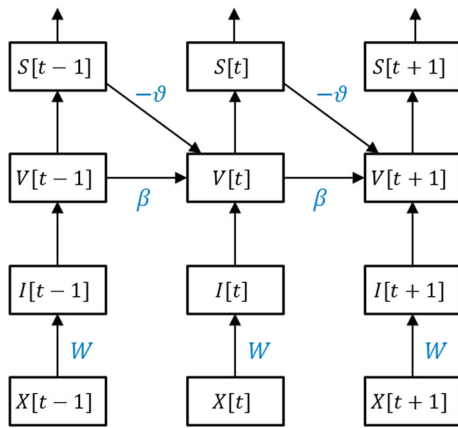 S[t − 1] S[t] S[t + 1]
−ϑ −ϑ
V[t − 1] V[t] V[t + 1]
β β
I[t − 1] I[t] I[t + 1]
W W W
X[t − 1] X[t] X[t + 1]